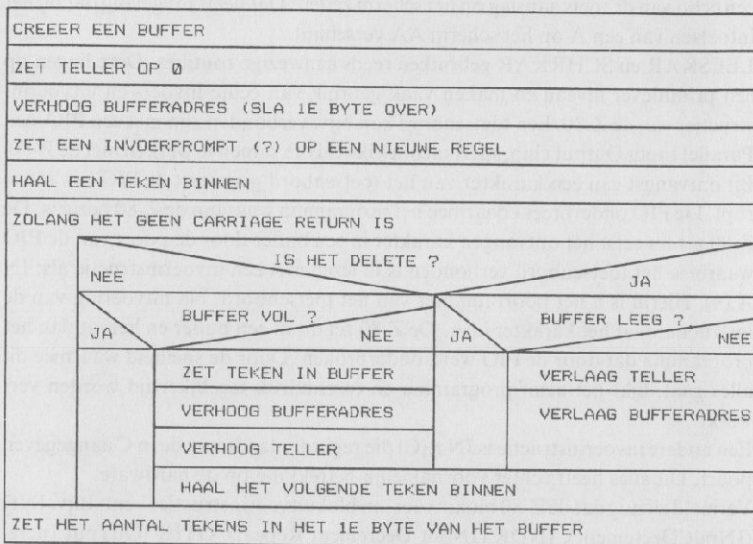 CREEER EEN BUFFER
ZET TELLER OP 0
VERHOOG BUFFERADRES (SLA 1E BYTE OVER)
ZET EEN INVOERPROMPT (?) OP EEN NIEUWE REGEL
HAAL EEN TEKEN BINNEN
ZOLANG HET GEEN CARRIAGE RETURN IS
IS HET DELETE ?
NEE JA
BUFFER VOL ? BUFFER LEEG ?
JA NEE JA NEE
ZET TEKEN IN BUFFER VERLAAG TELLER
VERHOOG BUFFERADRES VERLAAG BUFFERADRES
VERHOOG TELLER
HAAL VOLGENDE TEKEN BINNEN
ZET HET AANTAL TEKENS IN HET 1E BYTE VAN HET BUFFER